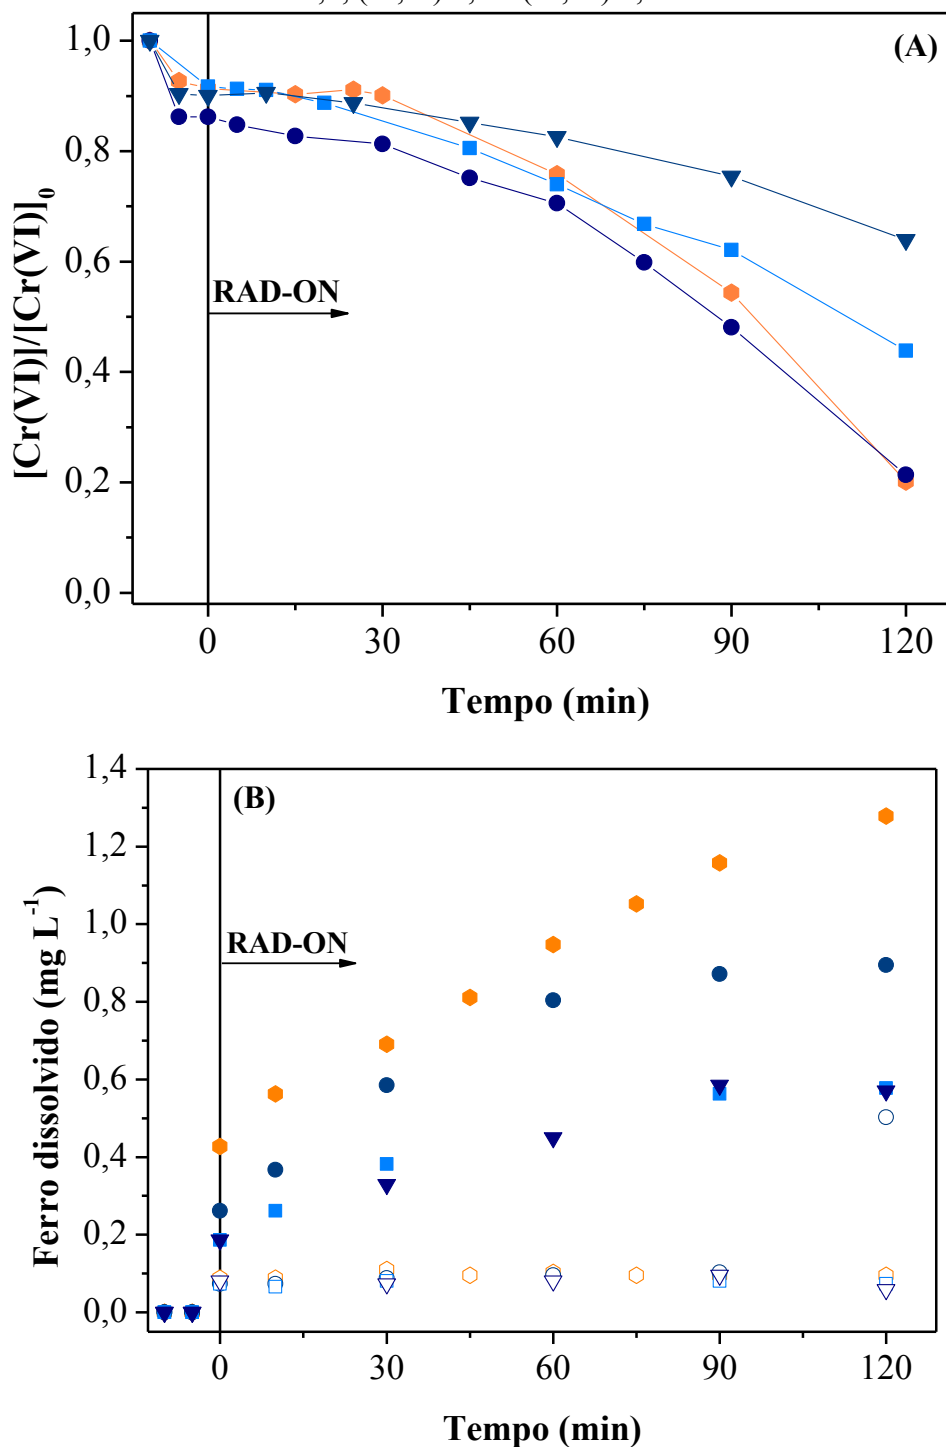 (A)
1,0
0,8
0,6
0,4
0,2
0,0
[Cr(VI)]/[Cr(VI)]0
RAD-ON
0 30 60 90 120
Tempo (min)
(B)
1,4
1,2
1,0
0,8
0,6
0,4
0,2
0,0
Ferro dissolvido (mg L-1)
RAD-ON
0 30 60 90 120
Tempo (min)